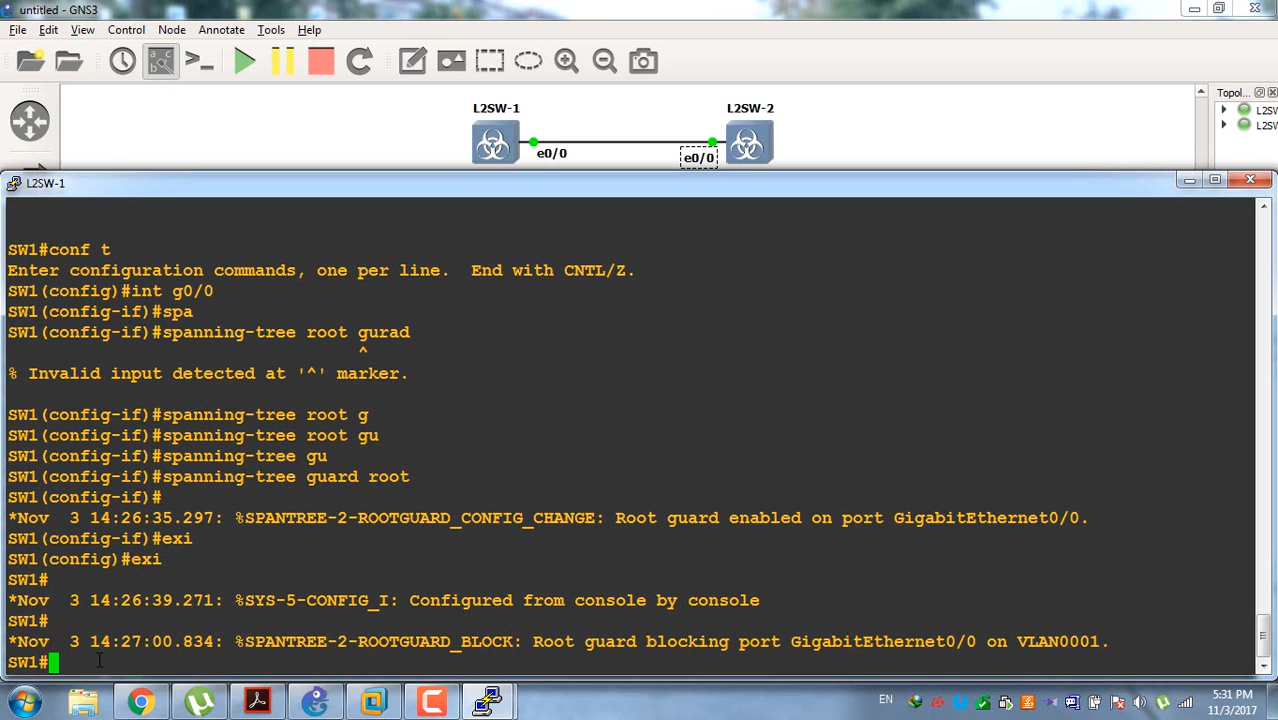 untitled - GNS3
File Edit View Control Node Annotate Tools Help
L2SW-1
L2SW-2
e0/0
e0/0
Topol...
L2SW
L2SW
L2SW-1
SW1#conf t
Enter configuration commands, one per line.  End with CNTL/Z.
SW1(config)#int g0/0
SW1(config-if)#spa
SW1(config-if)#spanning-tree root gurad
^
% Invalid input detected at '^' marker.
SW1(config-if)#spanning-tree root g
SW1(config-if)#spanning-tree root gu
SW1(config-if)#spanning-tree gu
SW1(config-if)#spanning-tree guard root
SW1(config-if)#
*Nov  3 14:26:35.297: %SPANTREE-2-ROOTGUARD_CONFIG_CHANGE: Root guard enabled on port GigabitEthernet0/0.
SW1(config-if)#exi
SW1(config)#exi
SW1#
*Nov  3 14:26:39.271: %SYS-5-CONFIG_I: Configured from console by console
SW1#
*Nov  3 14:27:00.834: %SPANTREE-2-ROOTGUARD_BLOCK: Root guard blocking port GigabitEthernet0/0 on VLAN0001.
SW1#
EN
5:31 PM
11/3/2017